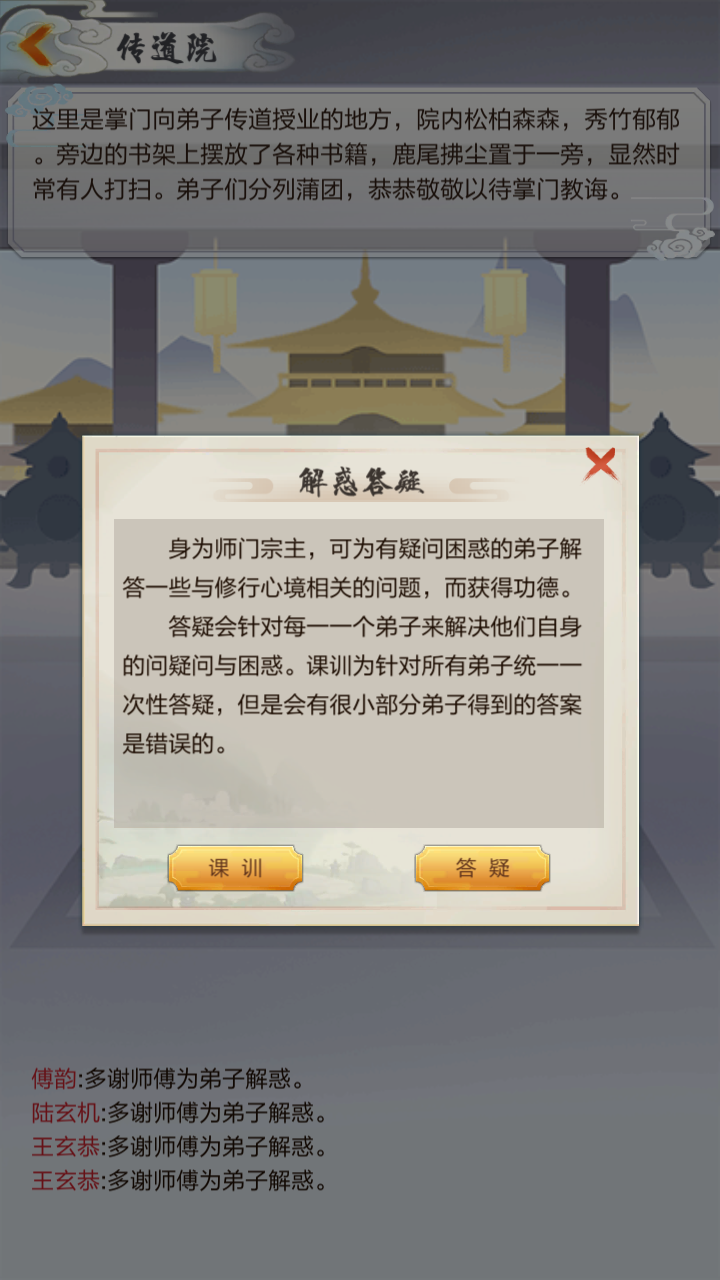 传道院
这里是掌门向弟子传道授业的地方，院内松柏森森，秀竹郁郁
。旁边的书架上摆放了各种书籍，鹿尾拂尘置于一旁，显然时
常有人打扫。弟子们分列蒲团，恭恭敬敬以待掌门教诲。
解惑答疑
身为师门宗主，可为有疑问困惑的弟子解
答一些与修行心境相关的问题，而获得功德。
答疑会针对每一一个弟子来解决他们自身
的问疑问与困惑。课训为针对所有弟子统一一
次性答疑，但是会有很小部分弟子得到的答案
是错误的。
课 训
答 疑
傅韵:多谢师傅为弟子解惑。
陆玄机:多谢师傅为弟子解惑。
王玄恭:多谢师傅为弟子解惑。
王玄恭:多谢师傅为弟子解惑。